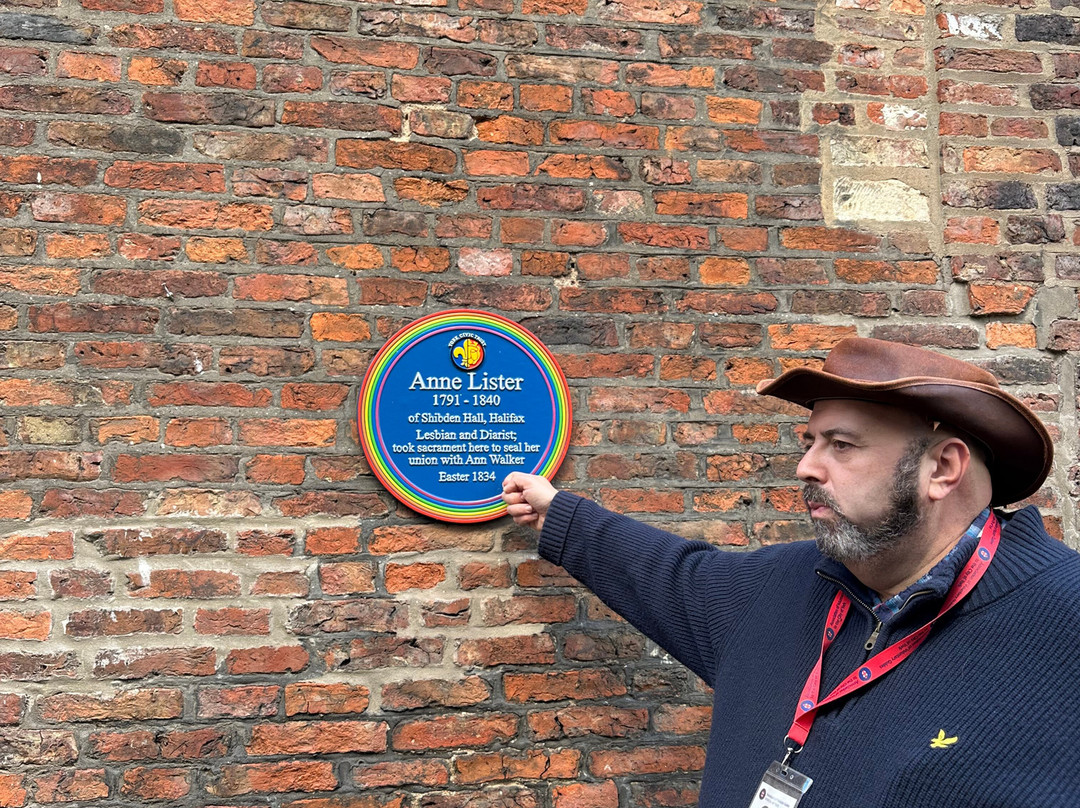 YORK CIVIC TRUST
Anne Lister
1791 - 1840
of Shibden Hall, Halifax
Lesbian and Diarist;
took sacrament here to seal her
union with Ann Walker
Easter 1834